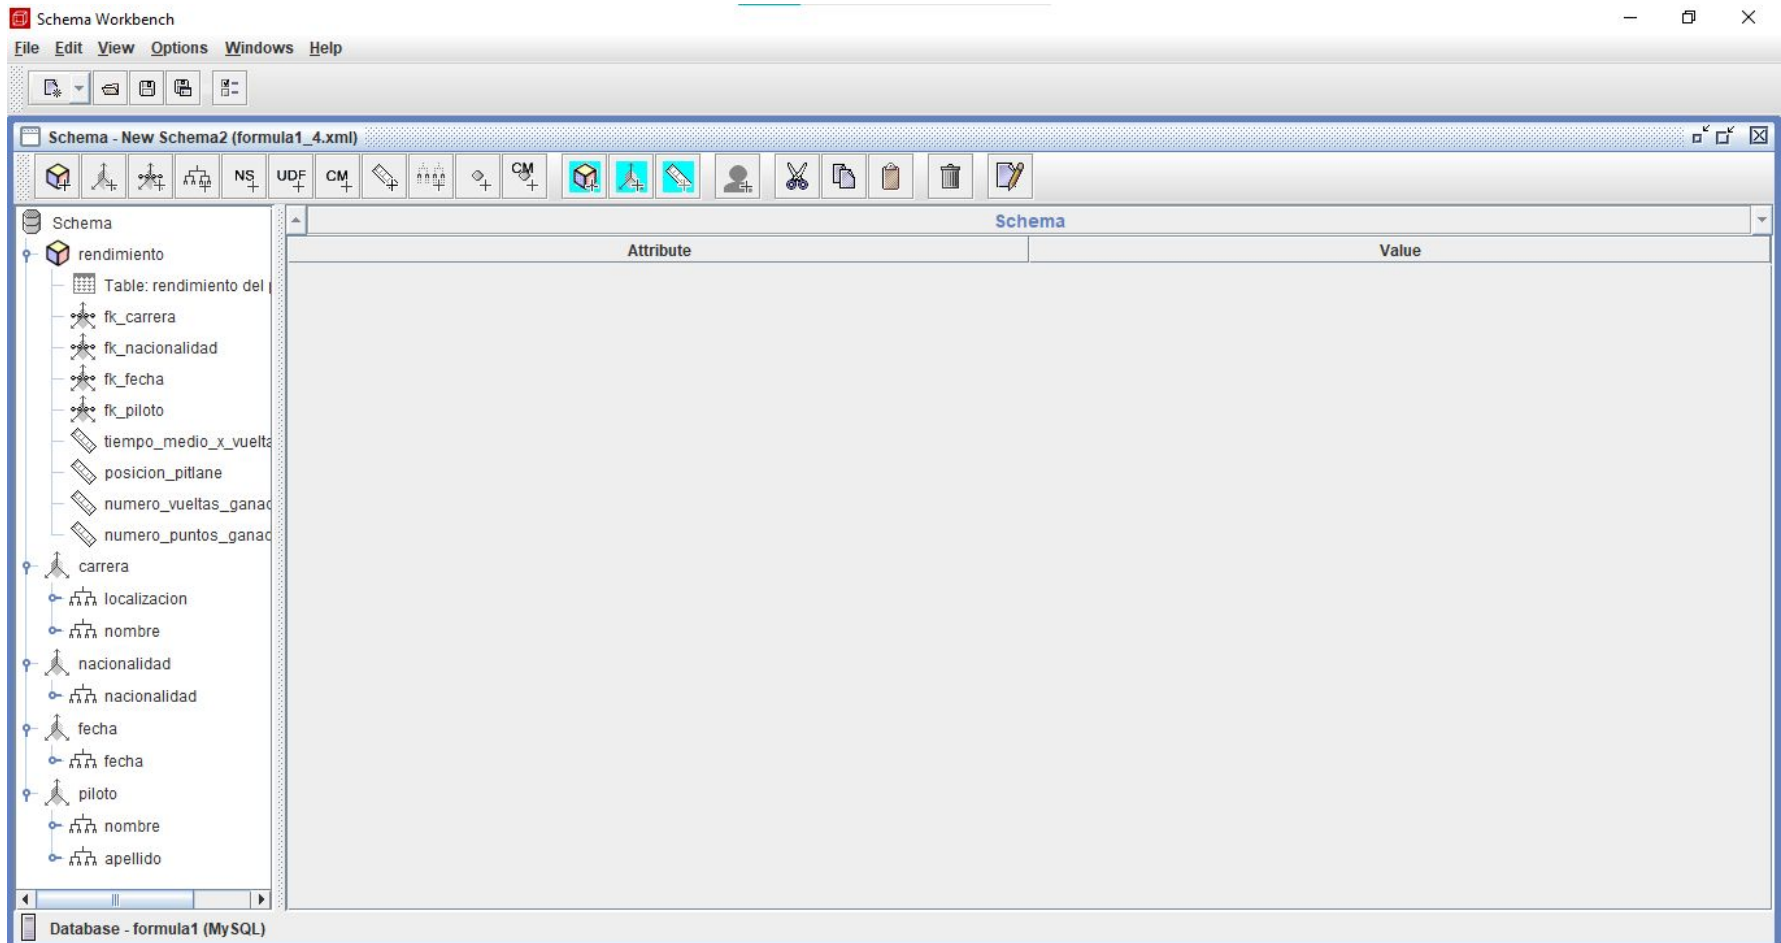 Schema Workbench
File Edit View Options Windows Help
Schema - New Schema2 (formula1_4.xml)
NS UDF CM CM
Schema
Schema
Attribute Value
rendimiento
Table: rendimiento del
fk_carrera
fk_nacionalidad
fk_fecha
fk_piloto
tiempo_medio_x_vuelta
posicion_pitlane
numero_vueltas_ganac
numero_puntos_ganac
carrera
localizacion
nombre
nacionalidad
nacionalidad
fecha
fecha
piloto
nombre
apellido
Database - formula1 (MySQL)